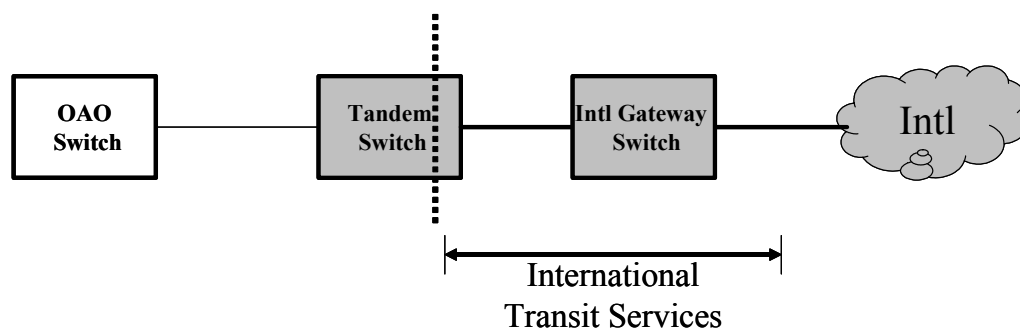 OAO
Switch
Tandem
Switch
Intl Gateway
Switch
Intl
International
Transit Services